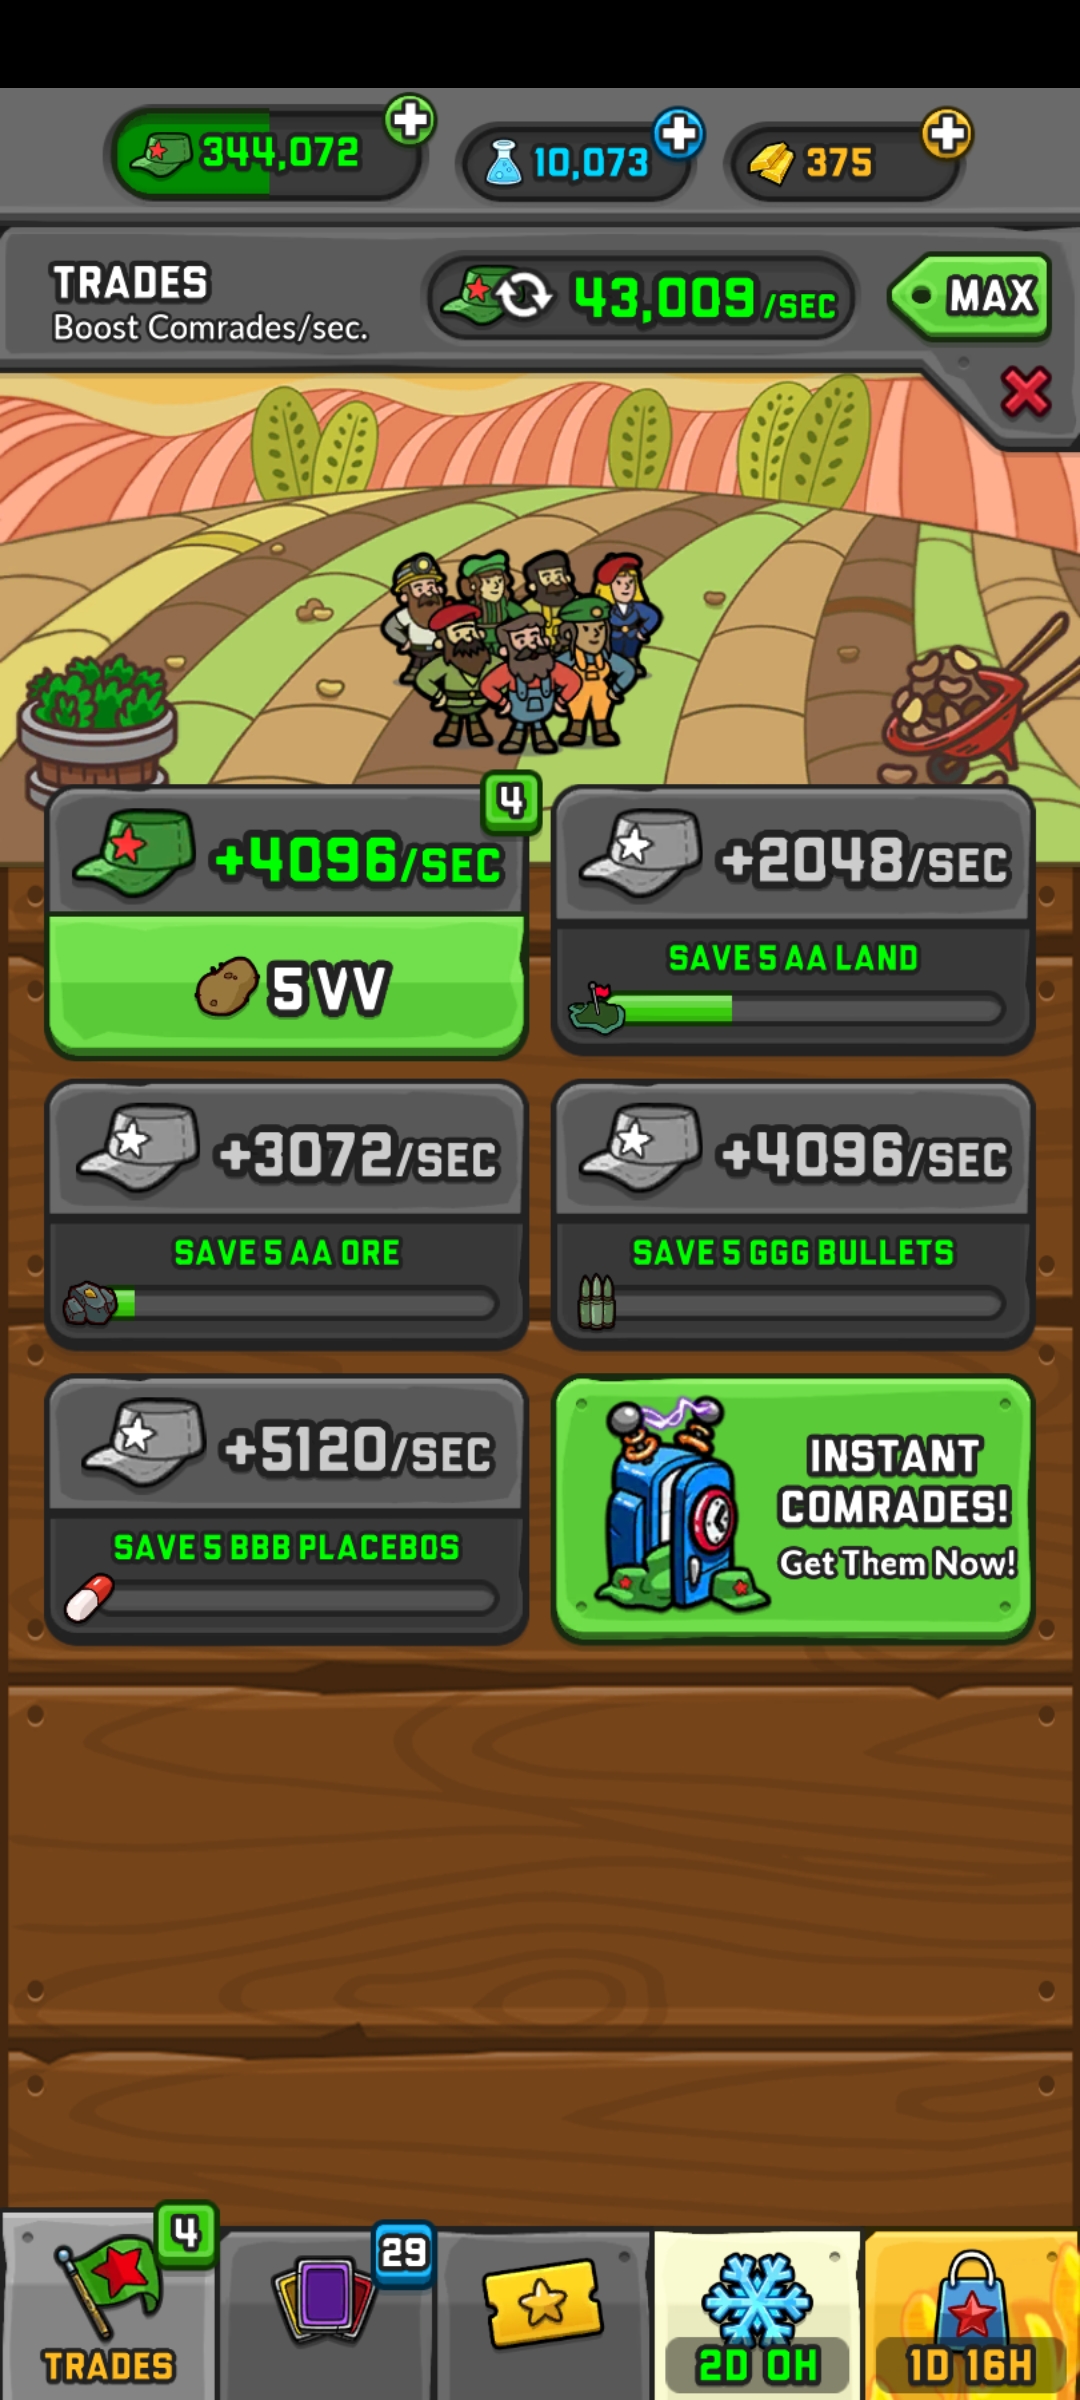 344,072
10,073
375
TRADES
Boost Comrades/sec.
43,009/SEC
MAX
4
+4096/SEC
5 VV
+2048/SEC
SAVE 5 AA LAND
+3072/SEC
SAVE 5 AA ORE
+4096/SEC
SAVE 5 GGG BULLETS
+5120/SEC
SAVE 5 BBB PLACEBOS
INSTANT
COMRADES!
Get Them Now!
4
TRADES
29
2D 0H
1D 16H